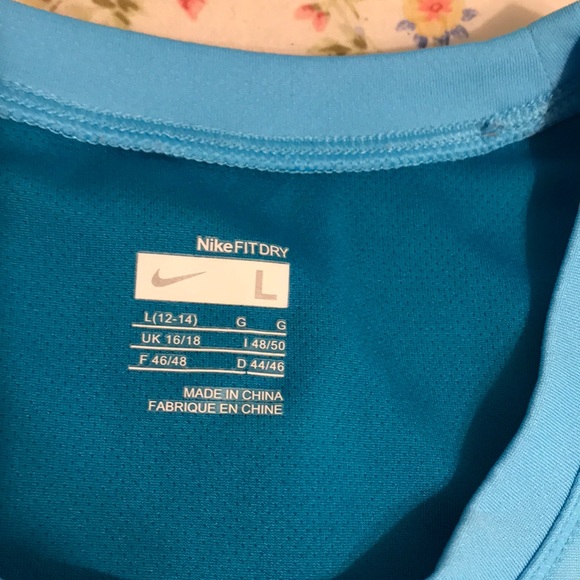 NikeFITDRY
L
L(12-14) G G
UK 16/18 I 48/50
F 46/48 D 44/46
MADE IN CHINA
FABRIQUE EN CHINE